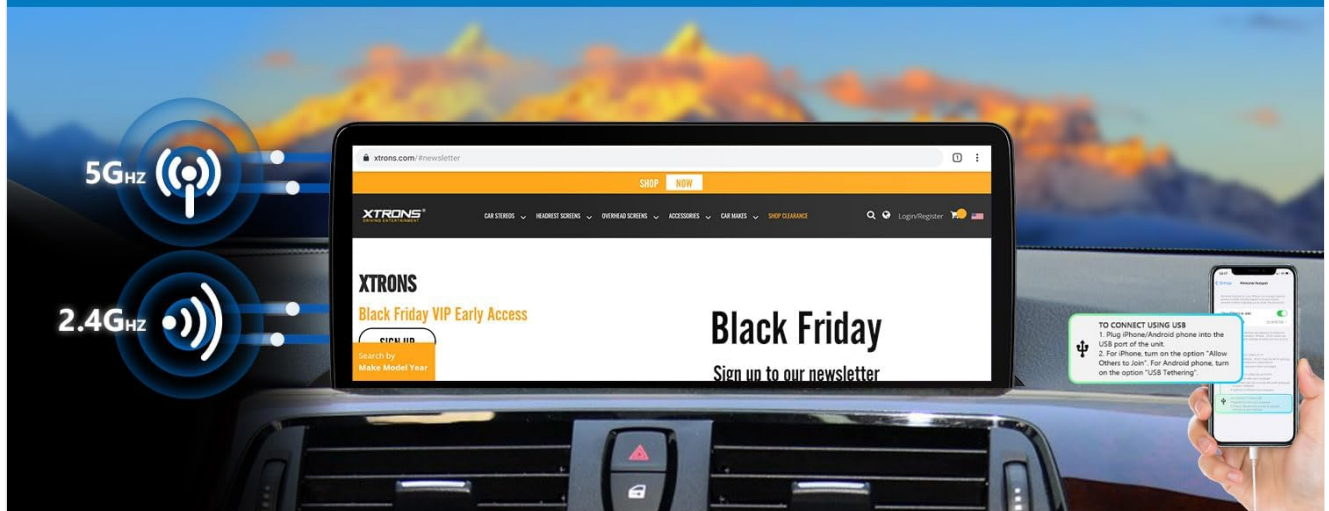 5GHZ
2.4GHZ
xtrons.com/#newsletter
SHOP NOW
XTRONS®
CAR STEREOS
HEADREST SCREENS
OVERHEAD SCREENS
ACCESSORIES
CAR MAKES
SHOP CLEARANCE
Login/Register
XTRONS
Black Friday VIP Early Access
SIGN UP
Search by
Make Model Year
Black Friday
Sign up to our newsletter
Personal Hotspot
TO CONNECT USING USB
1. Plug iPhone/Android phone into the
USB port of the unit.
2. For iPhone, turn on the option "Allow
Others to Join". For Android phone, turn
on the option "USB Tethering".